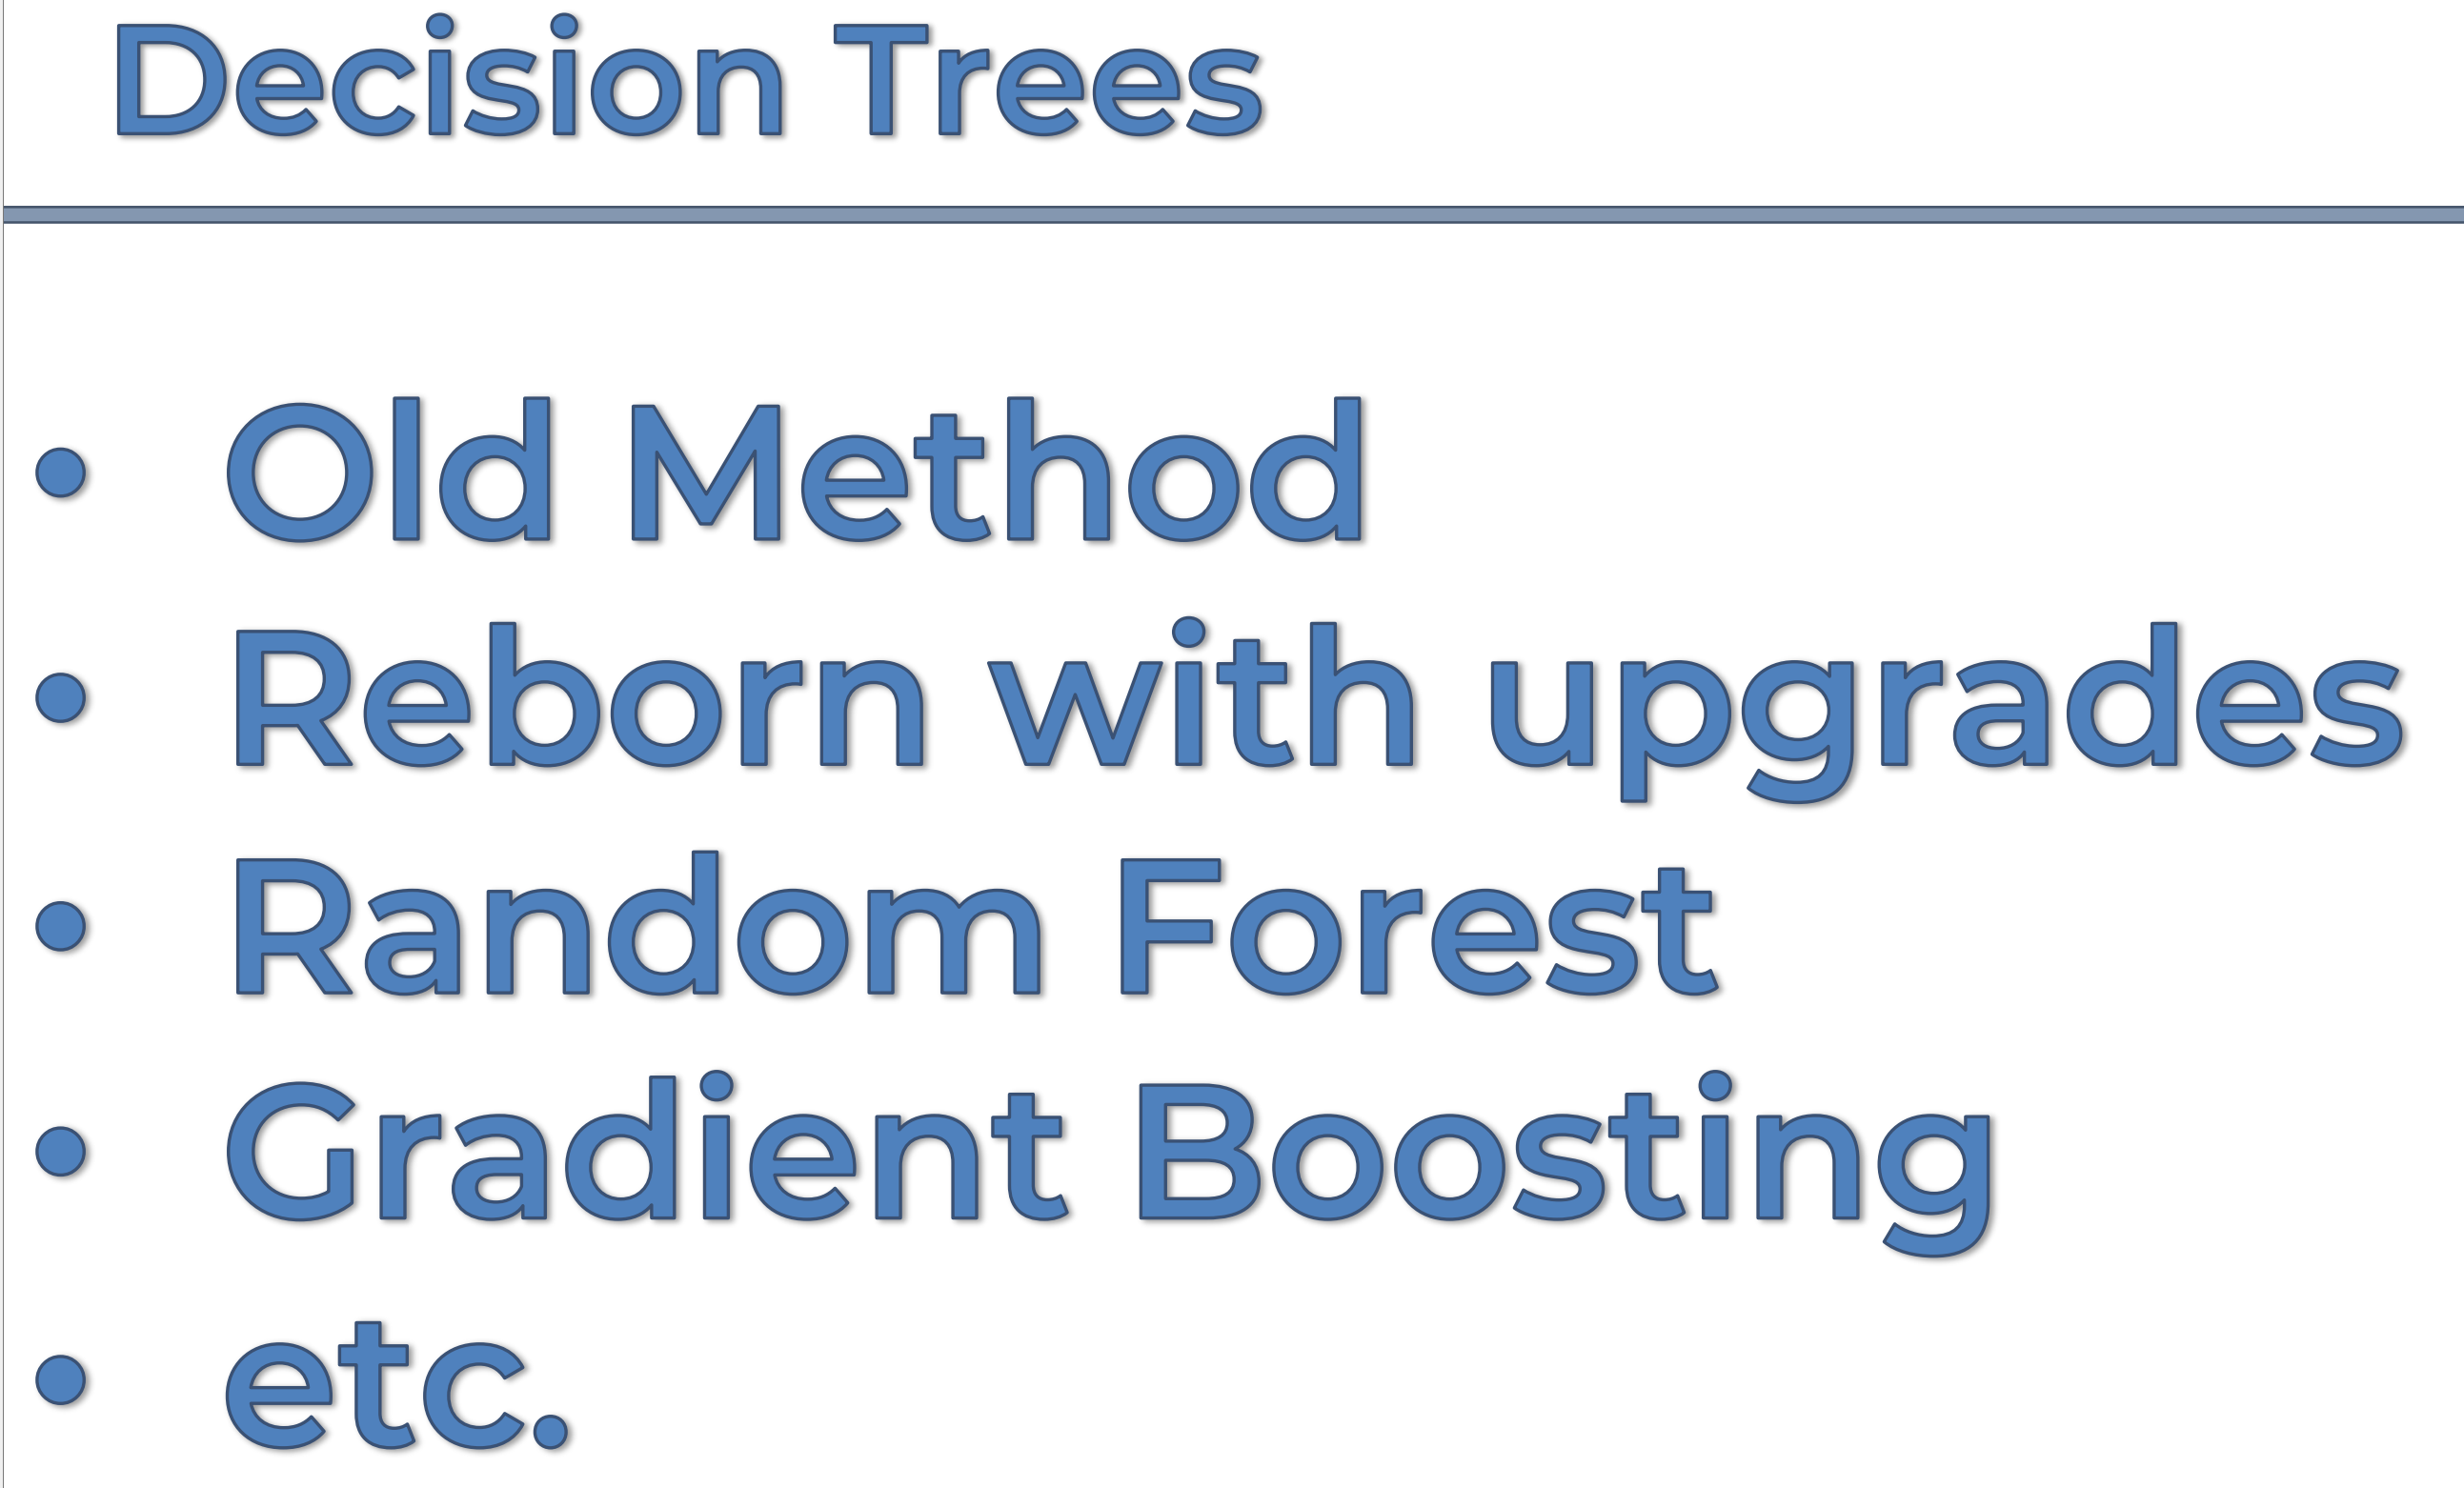 Decision Trees
• Old Method
• Reborn with upgrades
• Random Forest
• Gradient Boosting
• etc.